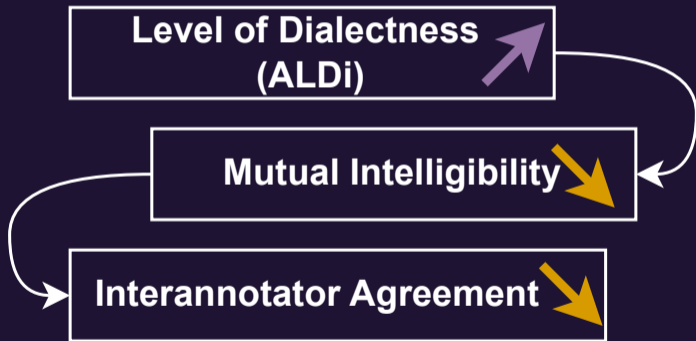 Level of Dialectness
(ALDi)
Mutual Intelligibility
Interannotator Agreement